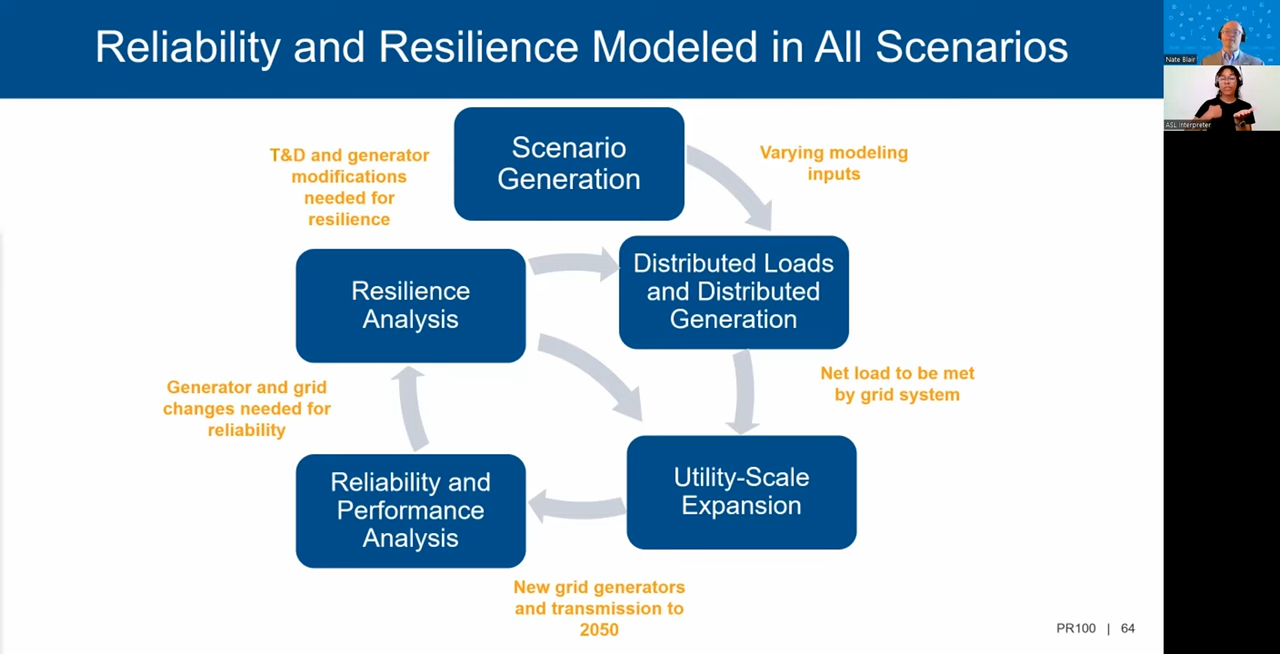 Reliability and Resilience Modeled in All Scenarios
Nate Blair
ASL Interpreter
Scenario
Generation
T&D and generator
modifications
needed for
resilience
Varying modeling
inputs
Resilience
Analysis
Distributed Loads
and Distributed
Generation
Generator and grid
changes needed for
reliability
Net load to be met
by grid system
Reliability and
Performance
Analysis
Utility-Scale
Expansion
New grid generators
and transmission to
2050
PR100 | 64